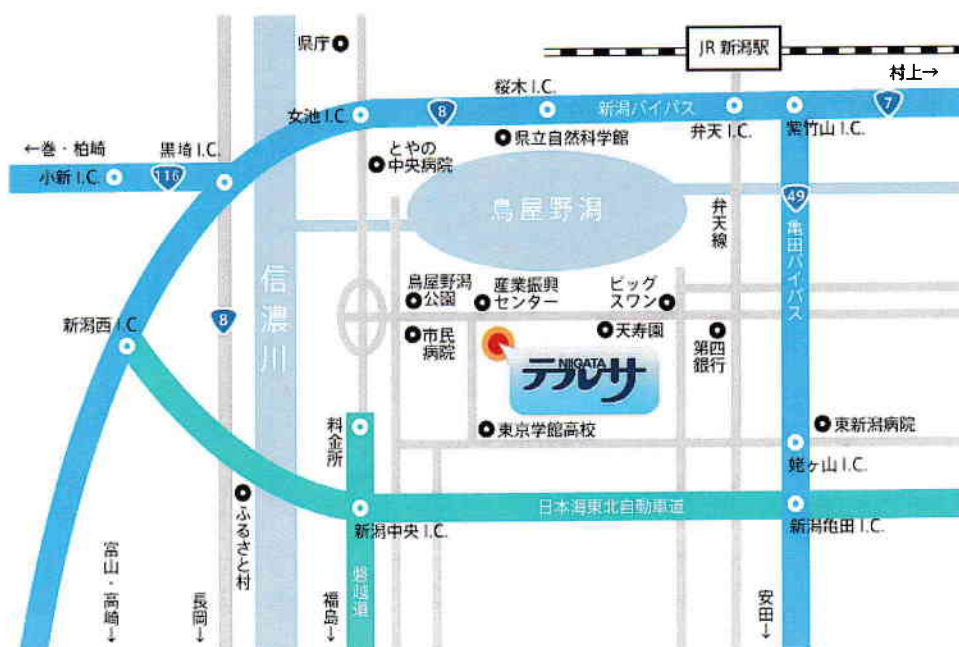 県庁
JR 新潟駅
村上→
女池 I.C.
8
桜木 I.C.
新潟バイパス
弁天 I.C.
紫竹山 I.C.
7
県立自然科学館
←巻・柏崎
小新 I.C.
116
黒埼 I.C.
とやの
中央病院
鳥屋野潟
弁天線
49
亀田バイパス
信濃川
8
新潟西 I.C
鳥屋野潟
公園
産業振興
センター
ビッグ
スワン
市民
病院
天寿園
第四
銀行
NIIGATA
テルサ
料金所
東京学館高校
東新潟病院
姥ヶ山 I.C.
日本海東北自動車道
新潟中央 I.C.
新潟亀田 I.C.
ふるさと村
磐越道
富山・高崎→
長岡→
福島→
安田→